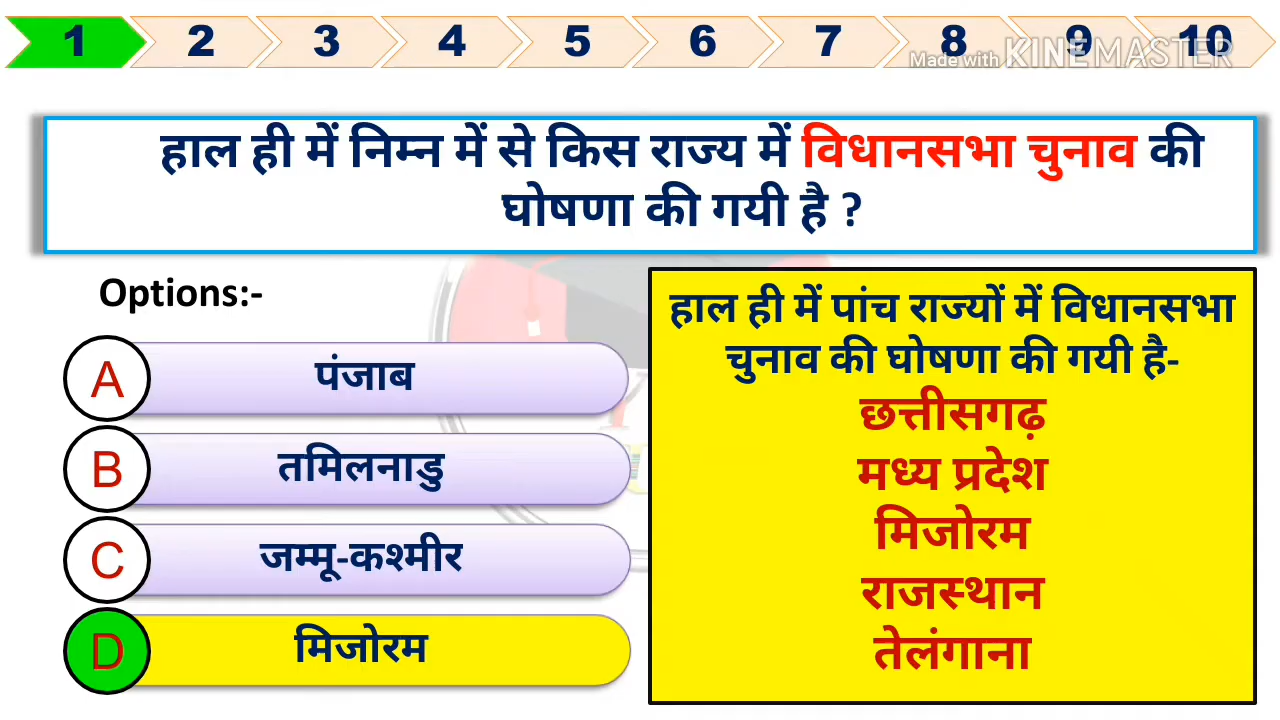 1 2 3 4 5 6 7 8 9 10
Made with KINEMASTER
हाल ही में निम्न में से किस राज्य में विधानसभा चुनाव की
घोषणा की गयी है ?
Options:-
A पंजाब
B तमिलनाडु
C जम्मू-कश्मीर
D मिजोरम
हाल ही में पांच राज्यों में विधानसभा
चुनाव की घोषणा की गयी है-
छत्तीसगढ़
मध्य प्रदेश
मिजोरम
राजस्थान
तेलंगाना